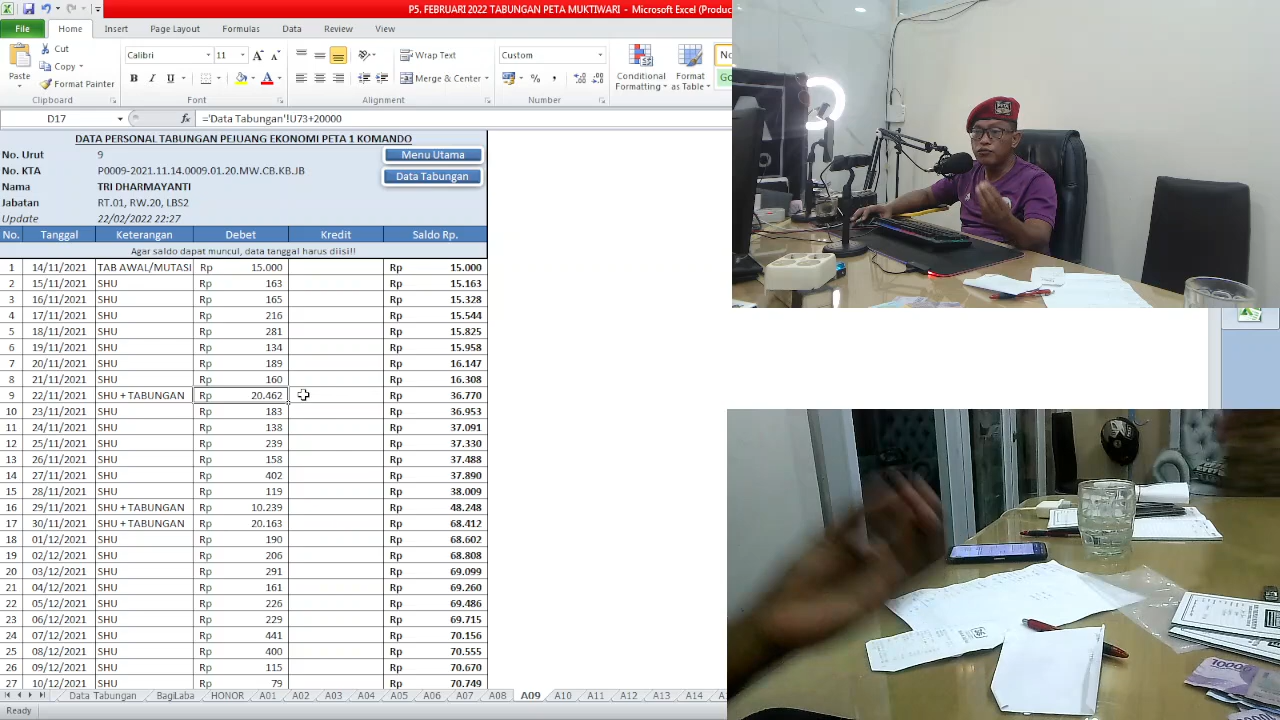 P5. FEBRUARI 2022 TABUNGAN PETA MUKTIWARI - Microsoft Excel (Produc
File Home Insert Page Layout Formulas Data Review View
Cut
Copy
Format Painter
Paste
Calibri 11
B I U
Wrap Text
Merge & Center
Custom
Conditional Formatting
Format as Table
Clipboard Font Alignment Number
D17 fx ='Data Tabungan'!U73+20000
DATA PERSONAL TABUNGAN PEJUANG EKONOMI PETA 1 KOMANDO
No. Urut 9 Menu Utama
No. KTA P0009-2021.11.14.0009.01.20.MW.CB.KB.JB
Data Tabungan
Nama TRI DHARMAYANTI
Jabatan RT.01, RW.20, LBS2
Update 22/02/2022 22:27
No. Tanggal Keterangan Debet Kredit Saldo Rp.
Agar saldo dapat muncul, data tanggal harus diisi!!
1 14/11/2021 TAB AWAL/MUTASI Rp 15.000 Rp 15.000
2 15/11/2021 SHU Rp 163 Rp 15.163
3 16/11/2021 SHU Rp 165 Rp 15.328
4 17/11/2021 SHU Rp 216 Rp 15.544
5 18/11/2021 SHU Rp 281 Rp 15.825
6 19/11/2021 SHU Rp 134 Rp 15.958
7 20/11/2021 SHU Rp 189 Rp 16.147
8 21/11/2021 SHU Rp 160 Rp 16.308
9 22/11/2021 SHU + TABUNGAN Rp 20.462 Rp 36.770
10 23/11/2021 SHU Rp 183 Rp 36.953
11 24/11/2021 SHU Rp 138 Rp 37.091
12 25/11/2021 SHU Rp 239 Rp 37.330
13 26/11/2021 SHU Rp 158 Rp 37.488
14 27/11/2021 SHU Rp 402 Rp 37.890
15 28/11/2021 SHU Rp 119 Rp 38.009
16 29/11/2021 SHU + TABUNGAN Rp 10.239 Rp 48.248
17 30/11/2021 SHU + TABUNGAN Rp 20.163 Rp 68.412
18 01/12/2021 SHU Rp 190 Rp 68.602
19 02/12/2021 SHU Rp 206 Rp 68.808
20 03/12/2021 SHU Rp 291 Rp 69.099
21 04/12/2021 SHU Rp 161 Rp 69.260
22 05/12/2021 SHU Rp 226 Rp 69.486
23 06/12/2021 SHU Rp 229 Rp 69.715
24 07/12/2021 SHU Rp 441 Rp 70.156
25 08/12/2021 SHU Rp 400 Rp 70.555
26 09/12/2021 SHU Rp 115 Rp 70.670
27 10/12/2021 SHU Rp 79 Rp 70.749
Data Tabungan BagiLaba HONOR A01 A02 A03 A04 A05 A06 A07 A08 A09 A10 A11 A12 A13 A14
Ready